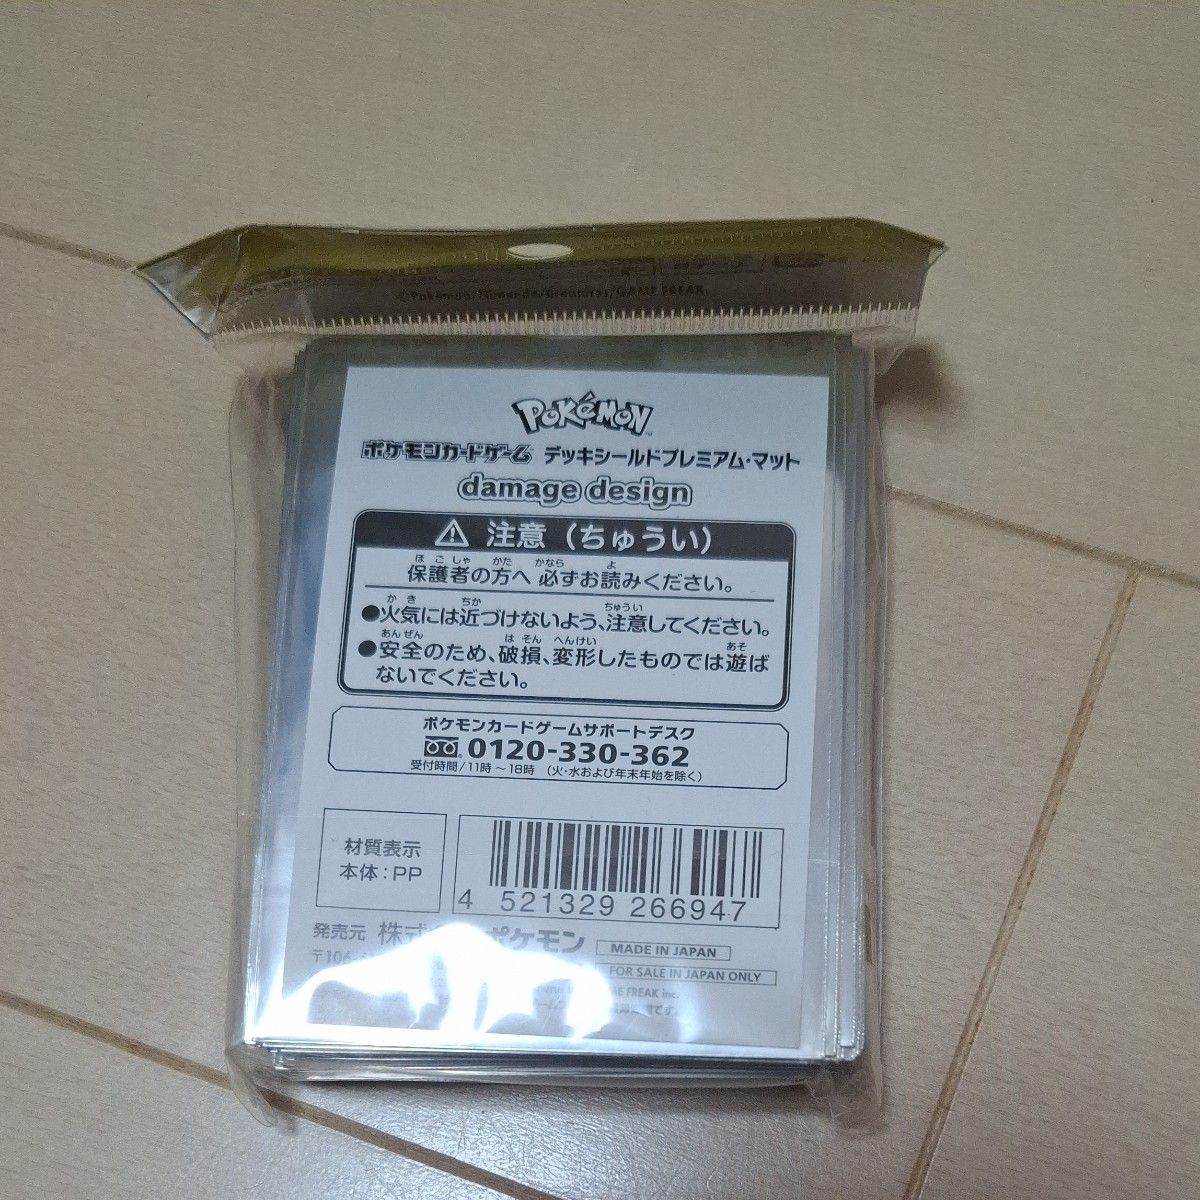 ©Pokémon/Nintendo/Creatures/GAME FREAK
POKÉMON
ポケモンカードゲーム デッキシールドプレミアム・マット
damage design
注意（ちゅうい）
保護者の方へ 必ずお読みください。
●火気には近づけないよう、注意してください。
●安全のため、破損、変形したものでは遊ば
ないでください。
ポケモンカードゲームサポートデスク
0120-330-362
受付時間/11時～18時 （火・水および年末年始を除く）
材質表示
本体：PP
4 521329 266947
発売元 株式 ポケモン
MADE IN JAPAN
〒106-
FOR SALE IN JAPAN ONLY
FREAK inc.
です。